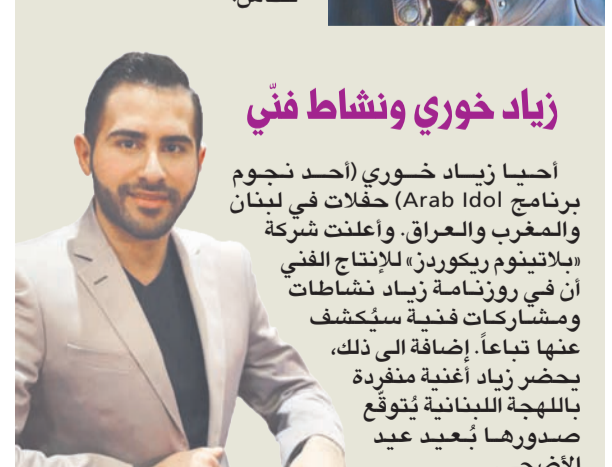 زياد خوري ونشاط فنّي
أحيا زياد خوري (أحد نجوم
برنامج Arab Idol) حفلات في لبنان
والمغرب والعراق. وأعلنت شركة
«بلاتينوم ريكوردز» للإنتاج الفني
أن في روزنامة زياد نشاطات
ومشاركات فنية سيُكشف
عنها تباعاً. إضافة الى ذلك،
يحضر زياد أغنية منفردة
باللهجة اللبنانية يُتوقّع
صدورها بُعيد عيد
الأضحى